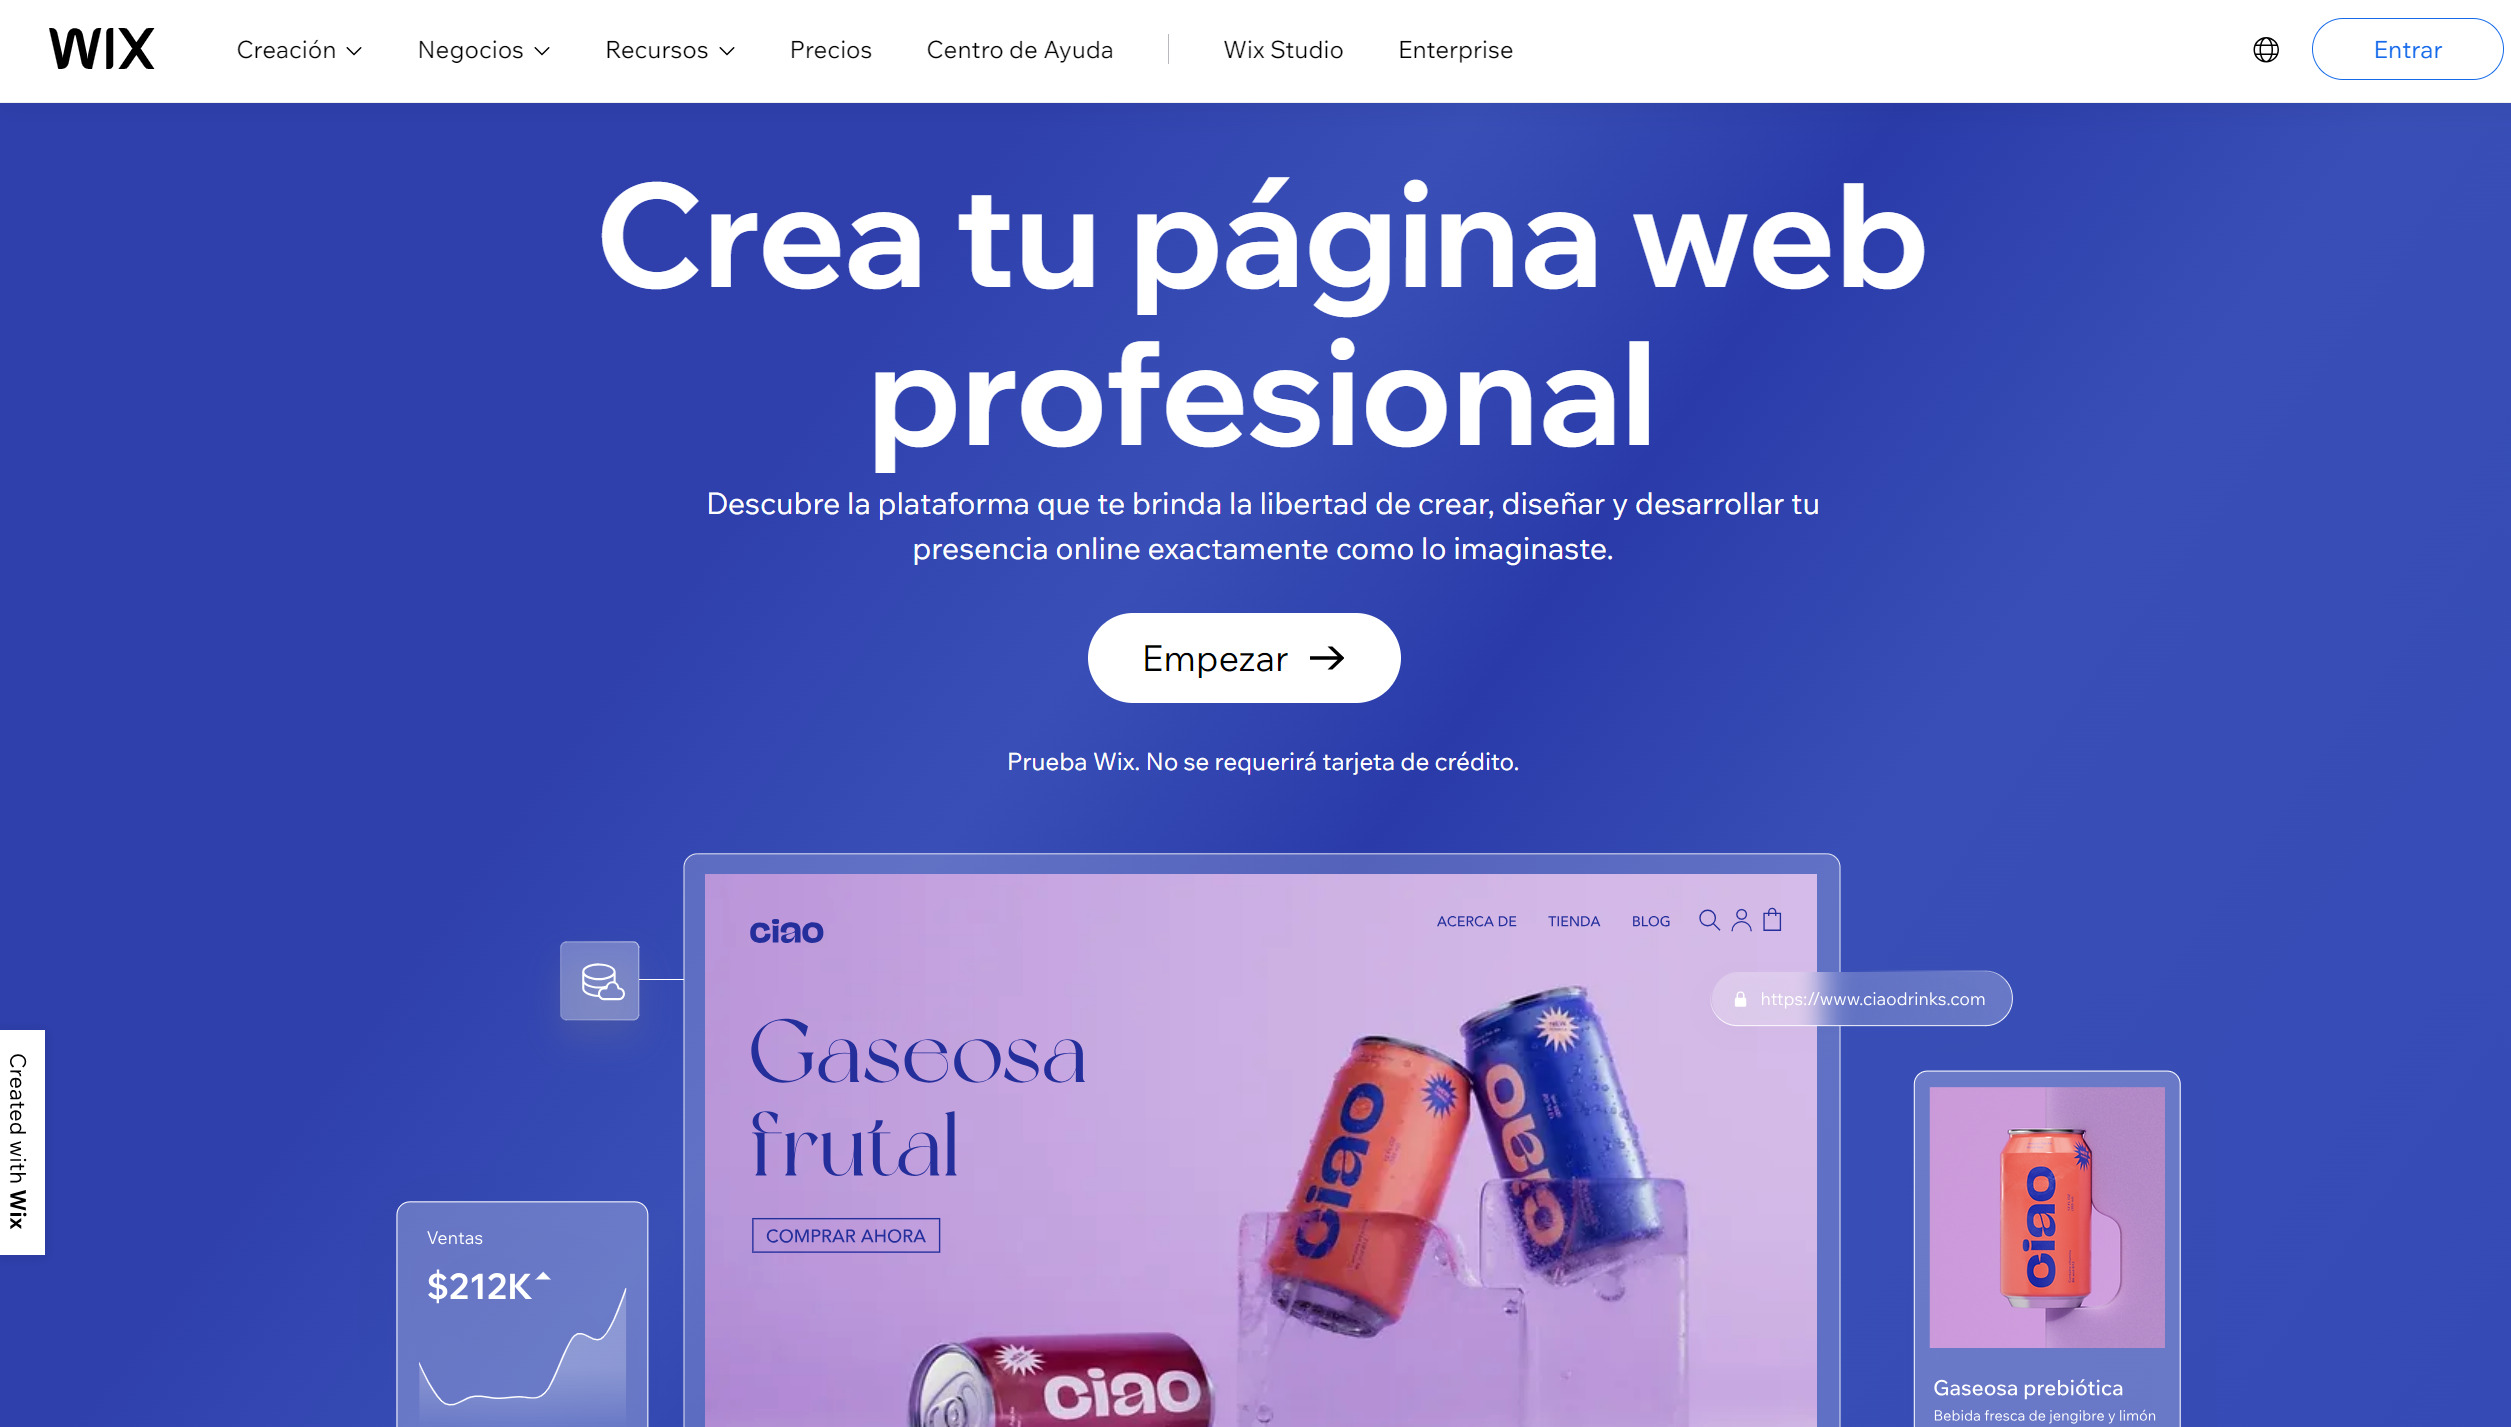 WIX
Creación
Negocios
Recursos
Precios
Centro de Ayuda
Wix Studio
Enterprise
Entrar
Crea tu página web
profesional
Descubre la plataforma que te brinda la libertad de crear, diseñar y desarrollar tu
presencia online exactamente como lo imaginaste.
Empezar
Prueba Wix. No se requerirá tarjeta de crédito.
ciao
ACERCA DE
TIENDA
BLOG
https://www.ciaodrinks.com
Gaseosa
frutal
COMPRAR AHORA
ciao
ciao
ciao
ciao
Created with Wix
Ventas
$212K
Gaseosa prebiótica
Bebida fresca de jengibre y limón